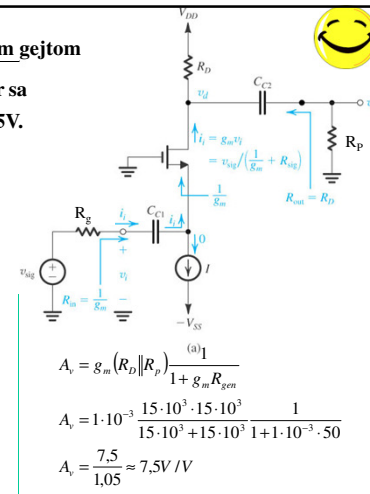 m gejtom
r sa
5V.
V_DD
R_D
C_C2
v_d
i_i = g_m v_i
= v_sig/(1/g_m + R_sig)
R_P
R_out = R_D
1/g_m
R_g
i_i
C_C1
i_i
0
+
v_sig
v_i
I
R_in = 1/g_m
–
–V_SS
(a)
A_v = g_m (R_D‖R_p) 1/(1 + g_m R_gen)
A_v = 1·10^-3 (15·10^3 ·15·10^3)/(15·10^3 +15·10^3) 1/(1+1·10^-3 ·50)
A_v = 7,5/1,05 ≈ 7,5V /V